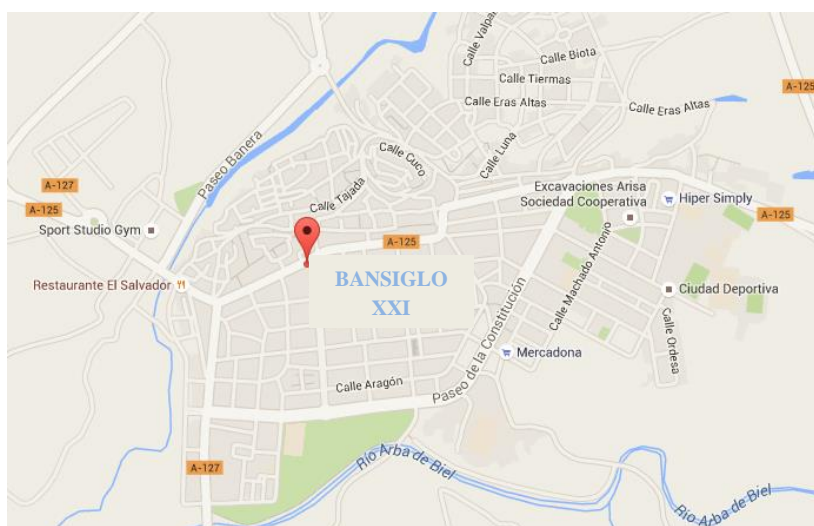 Calle Valpal
Calle Biota
Calle Tiermas
Calle Eras Altas
Calle Eras Altas
A-125
Paseo Banera
Calle Cuco
Calle Luna
A-127
A-125
Calle Tajada
Excavaciones Arisa
Sociedad Cooperativa
Hiper Simply
A-125
Sport Studio Gym
A-125
Calle Machado Antonio
Restaurante El Salvador
BANSIGLO
XXI
Paseo de la Constitución
Ciudad Deportiva
Calle Ordesa
Mercadona
Calle Aragón
A-127
Río Arba de Biel
Río Arba de Biel